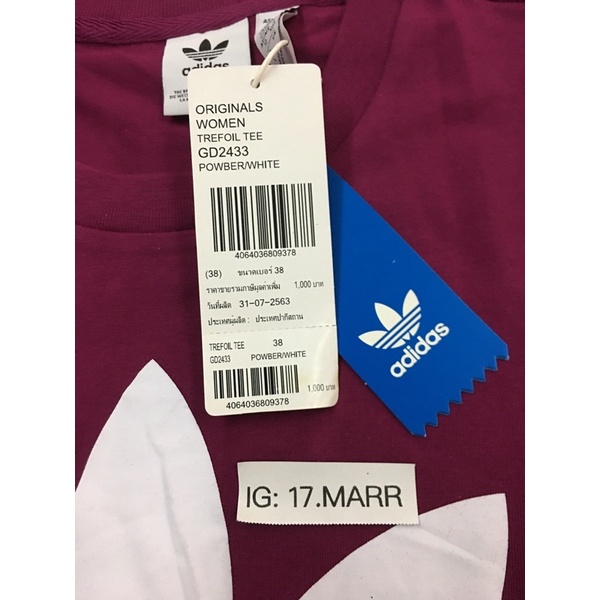 adidas
ORIGINALS
WOMEN
TREFOIL TEE
GD2433
POWBER/WHITE
4064036809378
(38) ขนาดเบอร์ 38
ราคาขายรวมภาษีมูลค่าเพิ่ม 1,000 บาท
วันที่ผลิต 31-07-2563
ประเทศผู้ผลิต : ประเทศปากีสถาน
TREFOIL TEE 38
GD2433 POWBER/WHITE
1,000 บาท
4064036809378
adidas
IG: 17.MARR